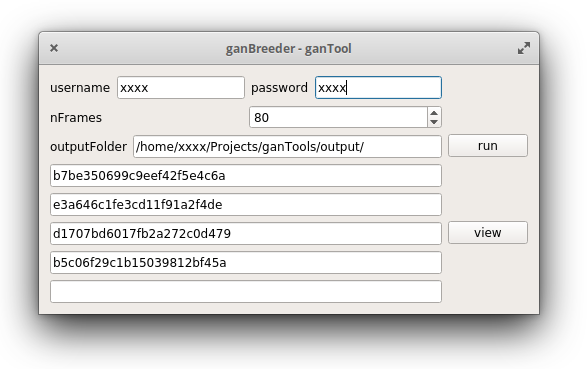 ganBreeder - ganTool
username xxxx password xxxx
nFrames 80
outputFolder /home/xxxx/Projects/ganTools/output/ run
b7be350699c9eef42f5e4c6a
e3a646c1fe3cd11f91a2f4de
d1707bd6017fb2a272c0d479 view
b5c06f29c1b15039812bf45a